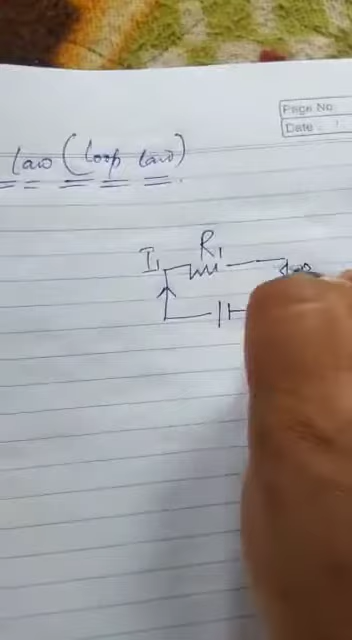 Page No
Date :
law (loop law)
R1
I1